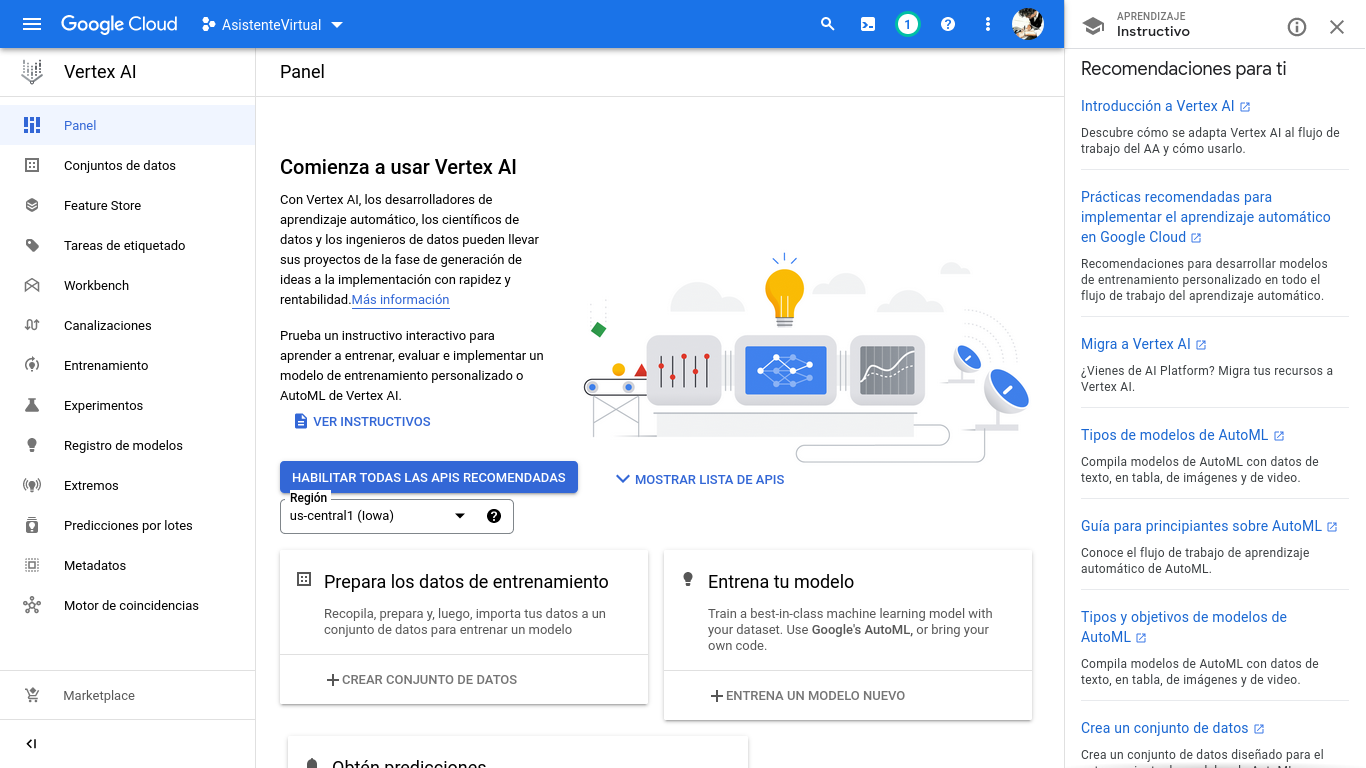 Google Cloud
AsistenteVirtual
1
APRENDIZAJE
Instructivo
Vertex AI
Panel
Conjuntos de datos
Feature Store
Tareas de etiquetado
Workbench
Canalizaciones
Entrenamiento
Experimentos
Registro de modelos
Extremos
Predicciones por lotes
Metadatos
Motor de coincidencias
Marketplace
Panel
Comienza a usar Vertex AI
Con Vertex AI, los desarrolladores de
aprendizaje automático, los científicos de
datos y los ingenieros de datos pueden llevar
sus proyectos de la fase de generación de
ideas a la implementación con rapidez y
rentabilidad.Más información
Prueba un instructivo interactivo para
aprender a entrenar, evaluar e implementar un
modelo de entrenamiento personalizado o
AutoML de Vertex AI.
VER INSTRUCTIVOS
HABILITAR TODAS LAS APIS RECOMENDADAS
MOSTRAR LISTA DE APIS
Región
us-central1 (Iowa)
Prepara los datos de entrenamiento
Recopila, prepara y, luego, importa tus datos a un
conjunto de datos para entrenar un modelo
CREAR CONJUNTO DE DATOS
Entrena tu modelo
Train a best-in-class machine learning model with
your dataset. Use Google's AutoML, or bring your
own code.
ENTRENA UN MODELO NUEVO
Obtén predicciones
Recomendaciones para ti
Introducción a Vertex AI
Descubre cómo se adapta Vertex AI al flujo de
trabajo del AA y cómo usarlo.
Prácticas recomendadas para
implementar el aprendizaje automático
en Google Cloud
Recomendaciones para desarrollar modelos
de entrenamiento personalizado en todo el
flujo de trabajo del aprendizaje automático.
Migra a Vertex AI
¿Vienes de AI Platform? Migra tus recursos a
Vertex AI.
Tipos de modelos de AutoML
Compila modelos de AutoML con datos de
texto, en tabla, de imágenes y de video.
Guía para principiantes sobre AutoML
Conoce el flujo de trabajo de aprendizaje
automático de AutoML.
Tipos y objetivos de modelos de
AutoML
Compila modelos de AutoML con datos de
texto, en tabla, de imágenes y de video.
Crea un conjunto de datos
Crea un conjunto de datos diseñado para el